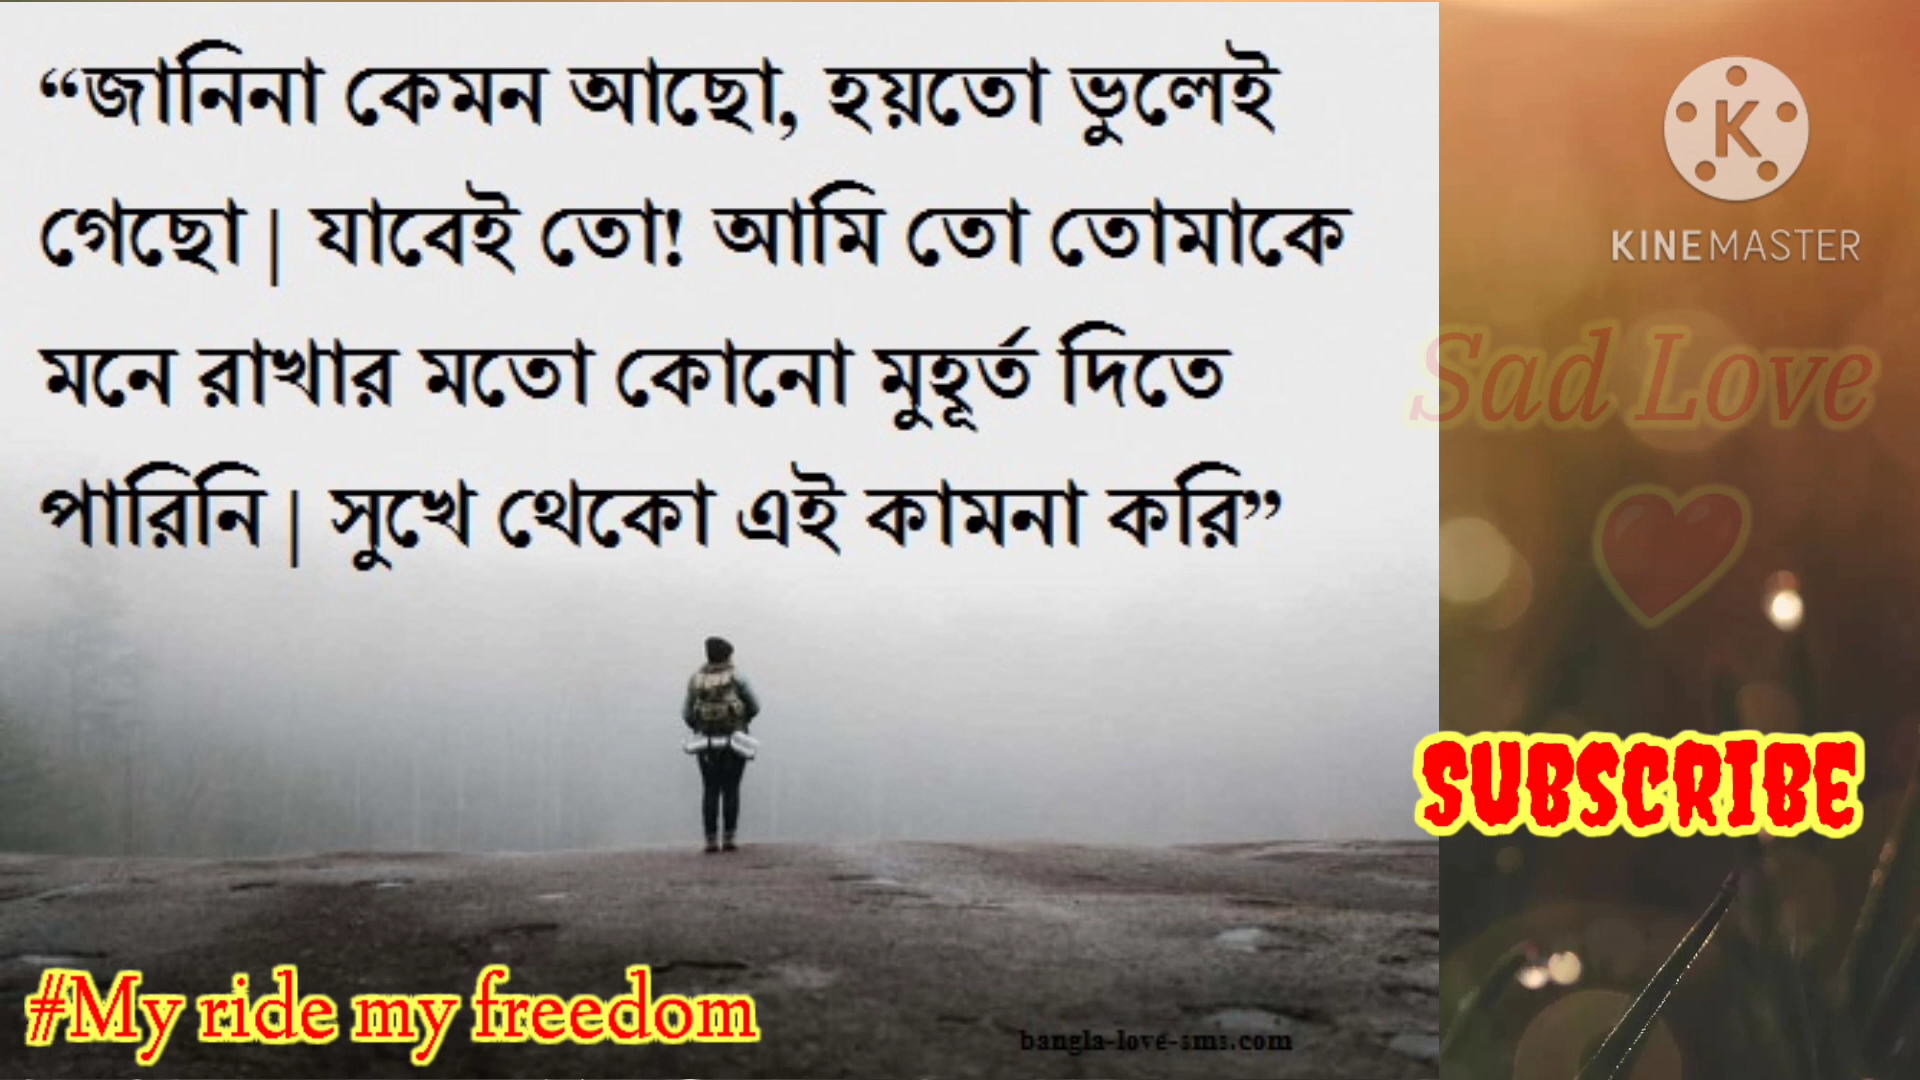 “জানিনা কেমন আছো, হয়তো ভুলেই
গেছো | যাবেই তো! আমি তো তোমাকে
মনে রাখার মতো কোনো মুহূর্ত দিতে
পারিনি | সুখে থেকো এই কামনা করি”
K
KINEMASTER
Sad Love
SUBSCRIBE
#My ride my freedom
bangla-love-sms.com